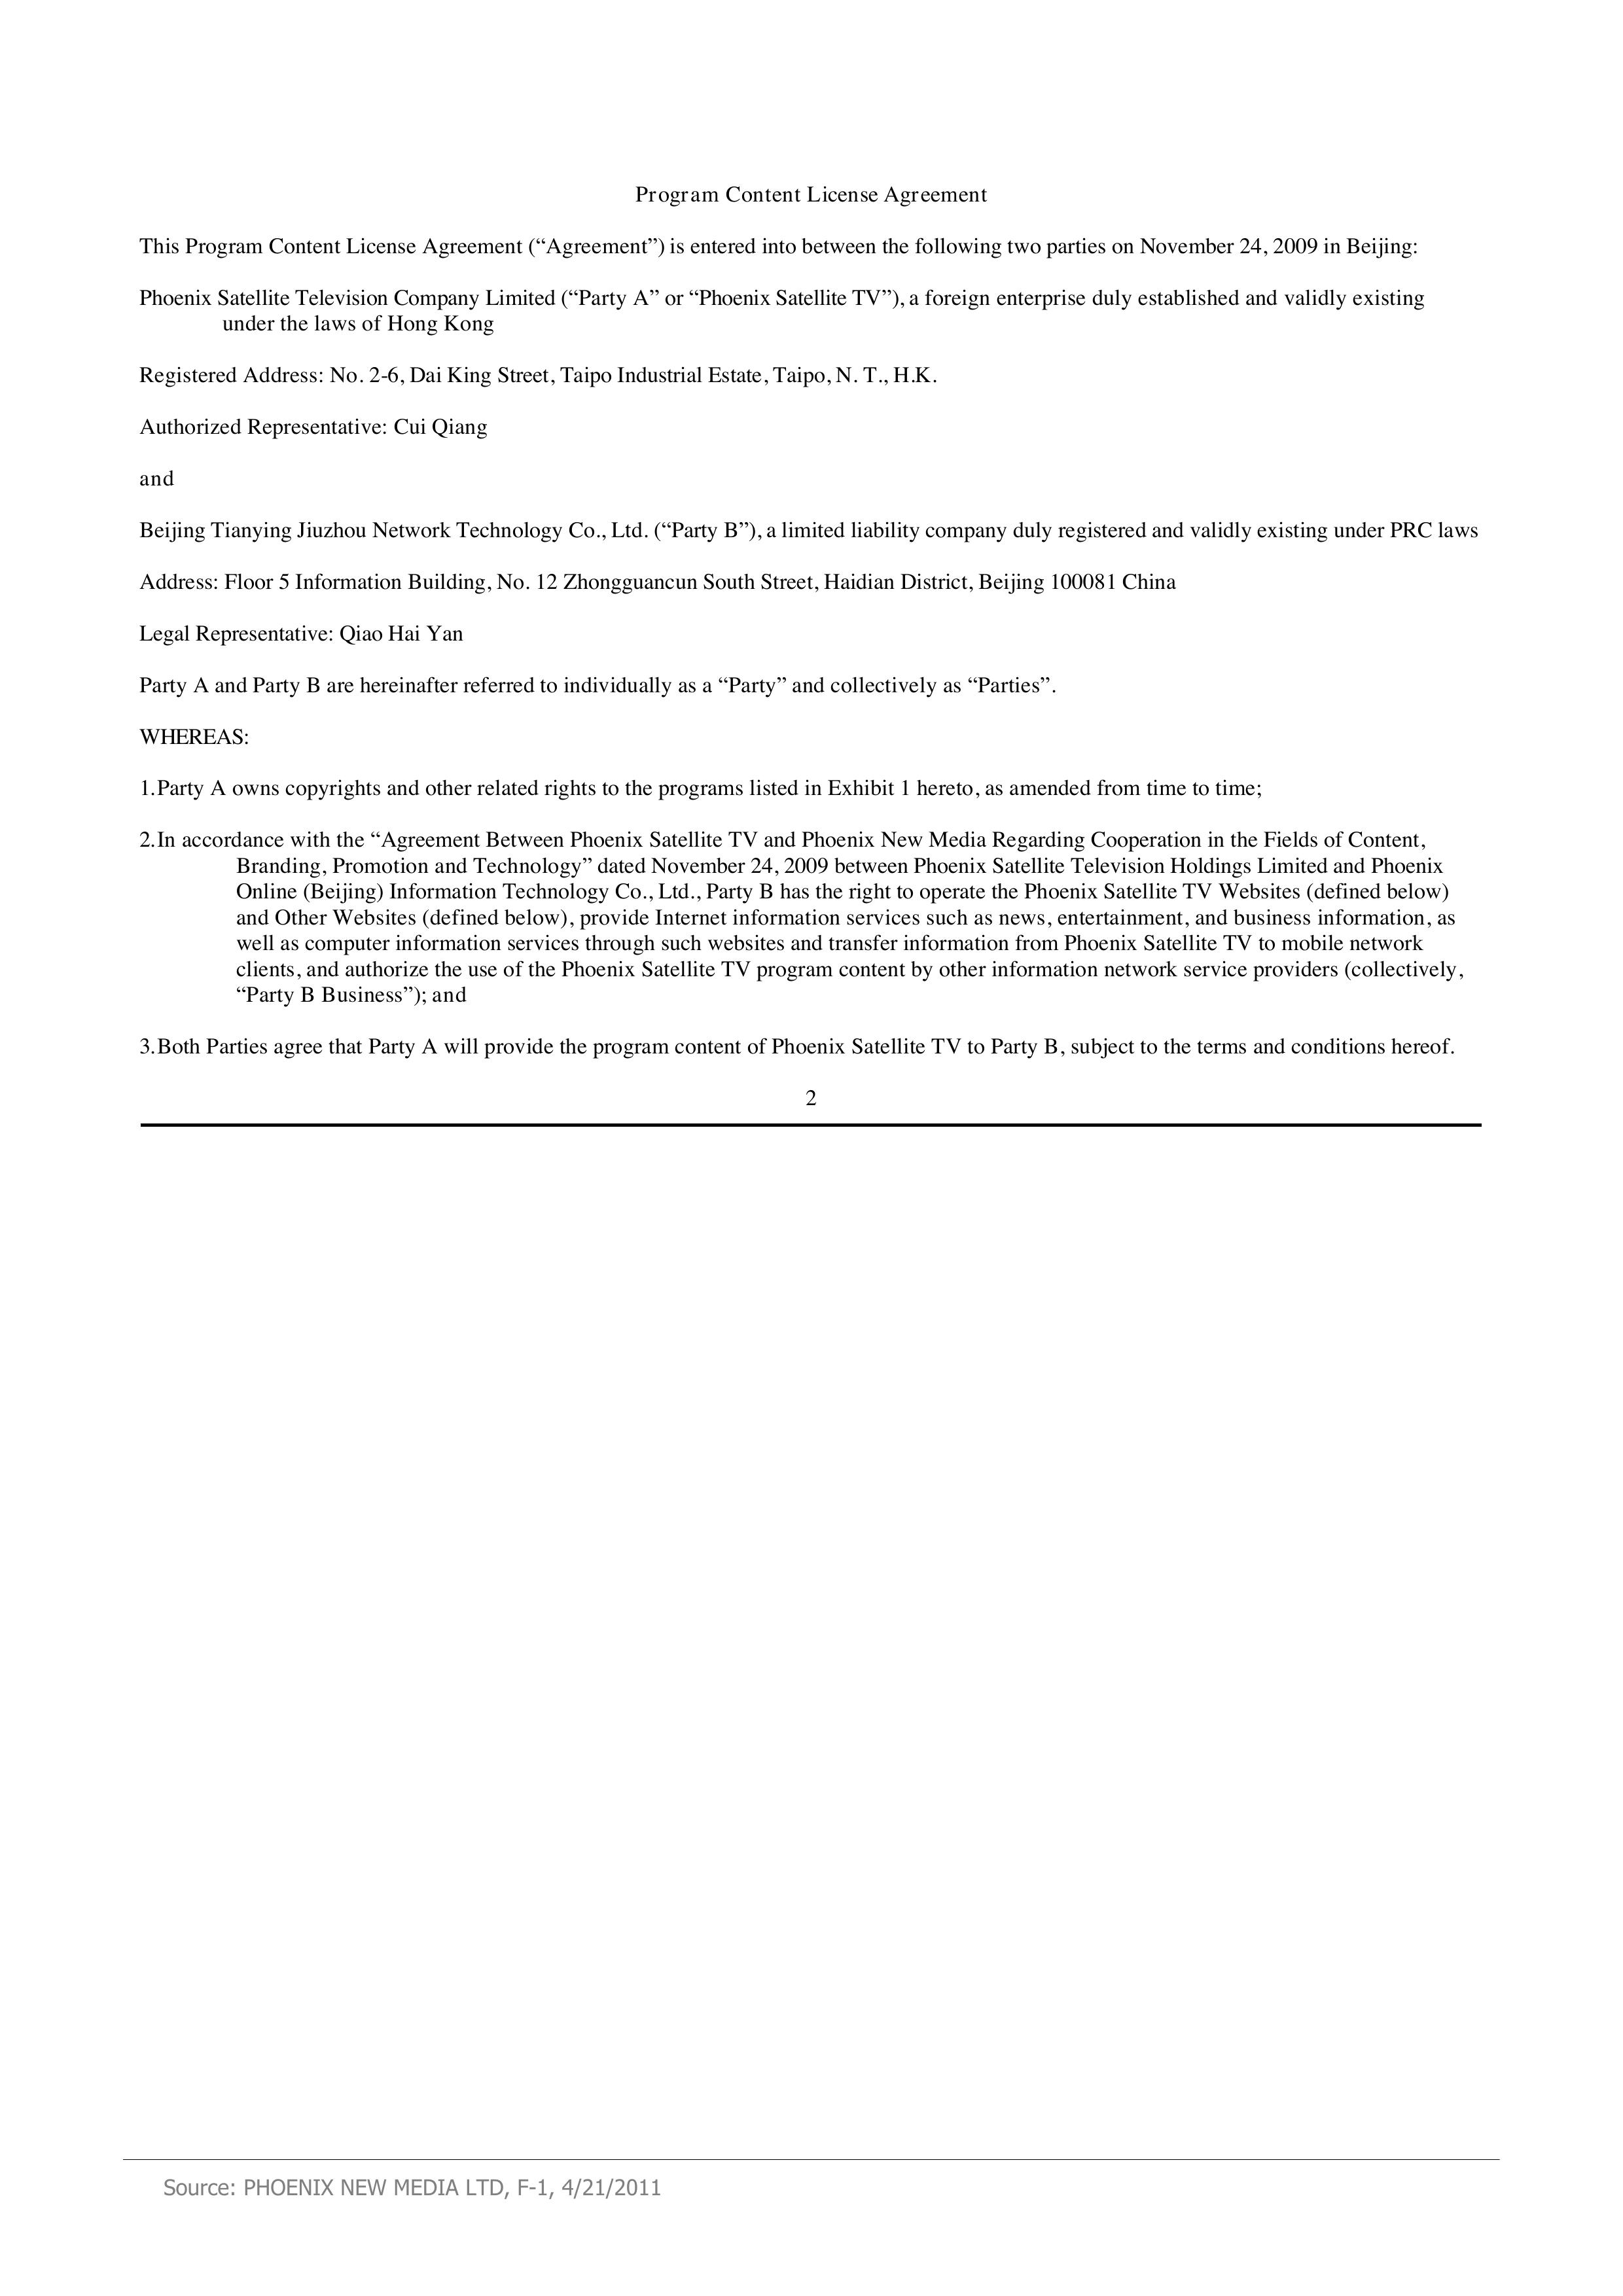 Program Content License Agreement
This Program Content License Agreement (“Agreement”) is entered into between the following two parties on November 24, 2009 in Beijing:
Phoenix Satellite Television Company Limited (“Party A” or “Phoenix Satellite TV”), a foreign enterprise duly established and validly existing
under the laws of Hong Kong
Registered Address: No. 2-6, Dai King Street, Taipo Industrial Estate, Taipo, N. T., H.K.
Authorized Representative: Cui Qiang
and
Beijing Tianying Jiuzhou Network Technology Co., Ltd. (“Party B”), a limited liability company duly registered and validly existing under PRC laws
Address: Floor 5 Information Building, No. 12 Zhongguancun South Street, Haidian District, Beijing 100081 China
Legal Representative: Qiao Hai Yan
Party A and Party B are hereinafter referred to individually as a “Party” and collectively as “Parties”.
WHEREAS:
1.Party A owns copyrights and other related rights to the programs listed in Exhibit 1 hereto, as amended from time to time;
2.In accordance with the “Agreement Between Phoenix Satellite TV and Phoenix New Media Regarding Cooperation in the Fields of Content,
Branding, Promotion and Technology” dated November 24, 2009 between Phoenix Satellite Television Holdings Limited and Phoenix
Online (Beijing) Information Technology Co., Ltd., Party B has the right to operate the Phoenix Satellite TV Websites (defined below)
and Other Websites (defined below), provide Internet information services such as news, entertainment, and business information, as
well as computer information services through such websites and transfer information from Phoenix Satellite TV to mobile network
clients, and authorize the use of the Phoenix Satellite TV program content by other information network service providers (collectively,
“Party B Business”); and
3.Both Parties agree that Party A will provide the program content of Phoenix Satellite TV to Party B, subject to the terms and conditions hereof.
2
Source: PHOENIX NEW MEDIA LTD, F-1, 4/21/2011